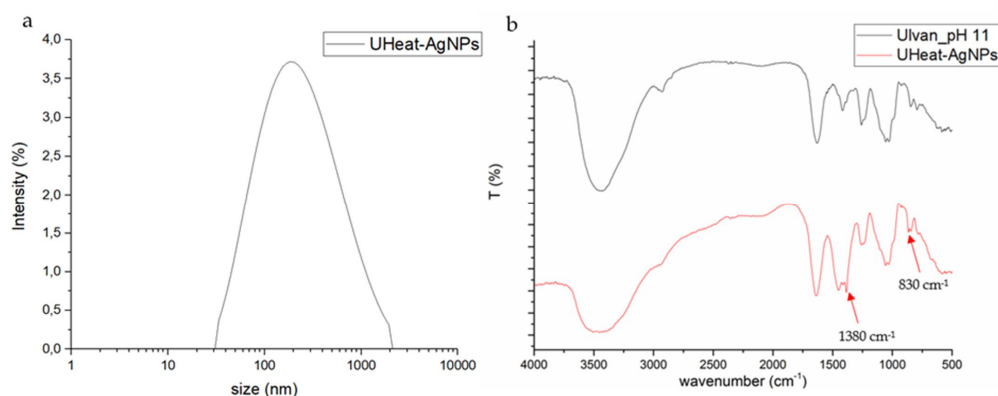 a
UHeat-AgNPs
4,0
3,5
3,0
2,5
2,0
1,5
1,0
0,5
0,0
Intensity (%)
1 10 100 1000 10000
size (nm)
b
Ulvan_pH 11
UHeat-AgNPs
T (%)
830 cm-1
1380 cm-1
4000 3500 3000 2500 2000 1500 1000 500
wavenumber (cm-1)